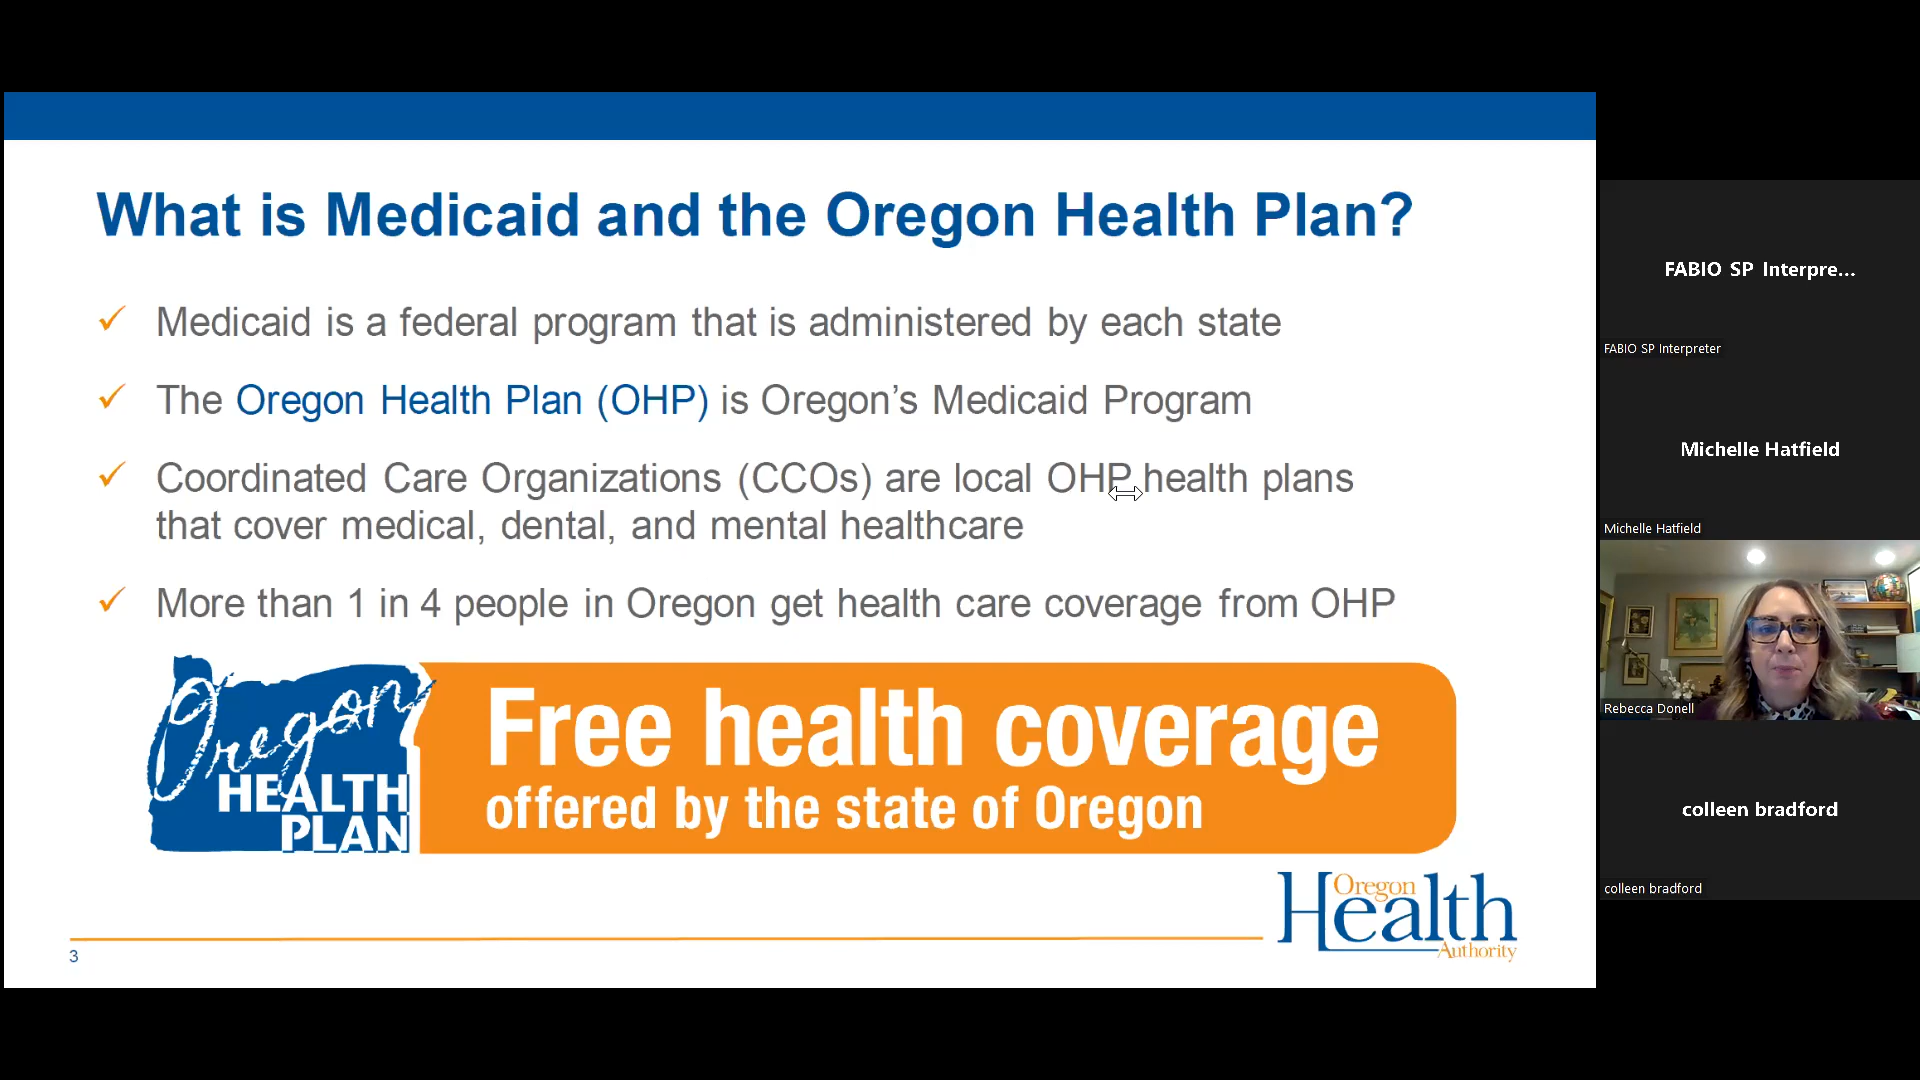 What is Medicaid and the Oregon Health Plan?
✓ Medicaid is a federal program that is administered by each state
✓ The Oregon Health Plan (OHP) is Oregon’s Medicaid Program
✓ Coordinated Care Organizations (CCOs) are local OHP health plans
that cover medical, dental, and mental healthcare
✓ More than 1 in 4 people in Oregon get health care coverage from OHP
Oregon
HEALTH
PLAN
Free health coverage
offered by the state of Oregon
Oregon
Health
Authority
3
FABIO SP Interpre...
FABIO SP Interpreter
Michelle Hatfield
Michelle Hatfield
Rebecca Donell
colleen bradford
colleen bradford